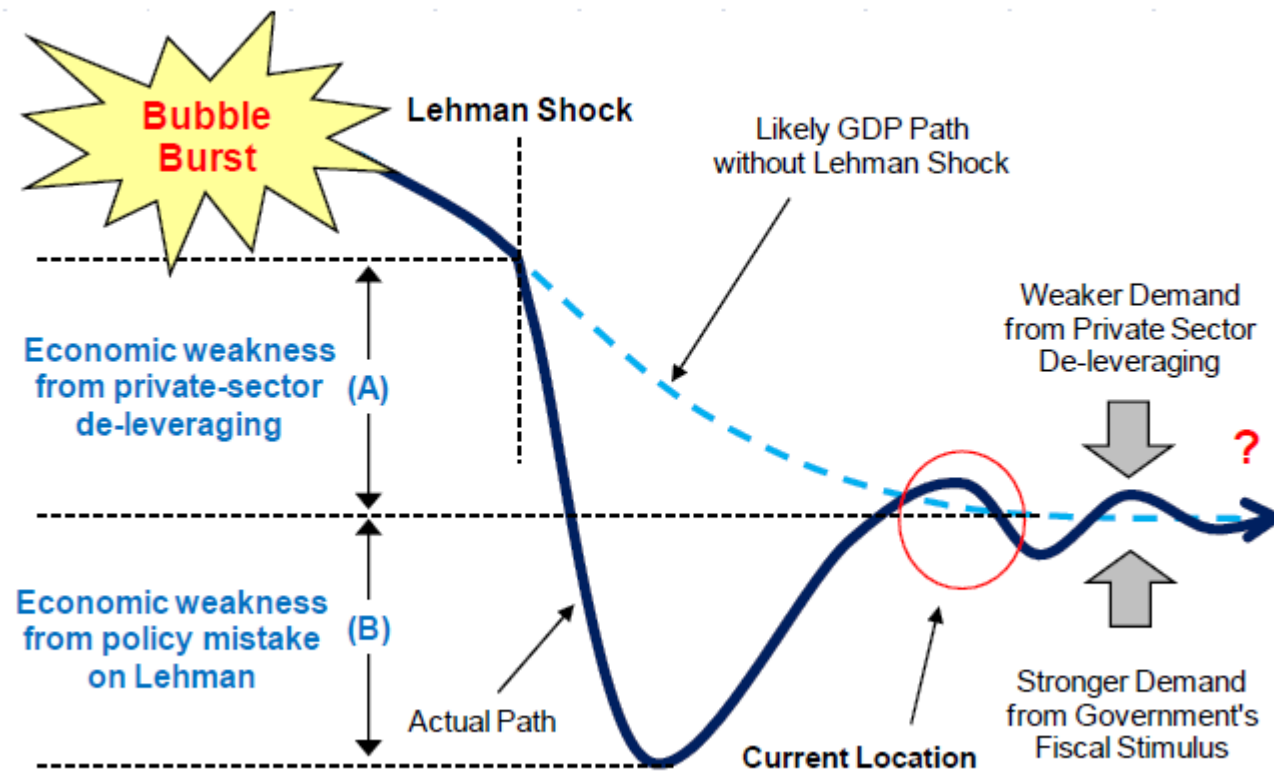 Bubble
Burst
Lehman Shock
Likely GDP Path
without Lehman Shock
Weaker Demand
from Private Sector
De-leveraging
Economic weakness
from private-sector
de-leveraging
(A)
?
Economic weakness
from policy mistake
on Lehman
(B)
Actual Path
Current Location
Stronger Demand
from Government's
Fiscal Stimulus